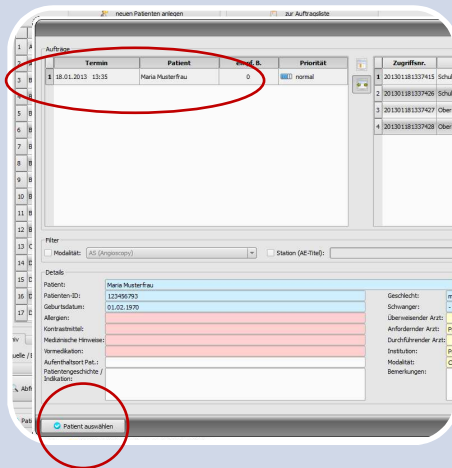 neuen Patienten anlegen zur Auftragsliste
Aufträge
Termin Patient Priorität Zugriffsnr.
1 18.01.2013 13:35 Maria Musterfrau 0 normal
1 201301181337415 Schul
2 201301181337426 Schul
3 201301181337427 Ober
4 201301181337428 Ober
Filter
Modalität: AS (Angioscopy) Station (AE-Titel):
Details
Patient: Maria Musterfrau
Patienten-ID: 123456793 Geschlecht: m
Geburtsdatum: 01.02.1970 Schwanger: -
Allergien: Überweisender Arzt:
Kontrastmittel: Anfordernder Arzt: P
Medizinische Hinweise: Durchführender Arzt:
Vormedikation: Institution: P
Aufenthaltsort Pat.: Modalität: C
Patientengeschichte / Bemerkungen:
Indikation:
Patient auswählen